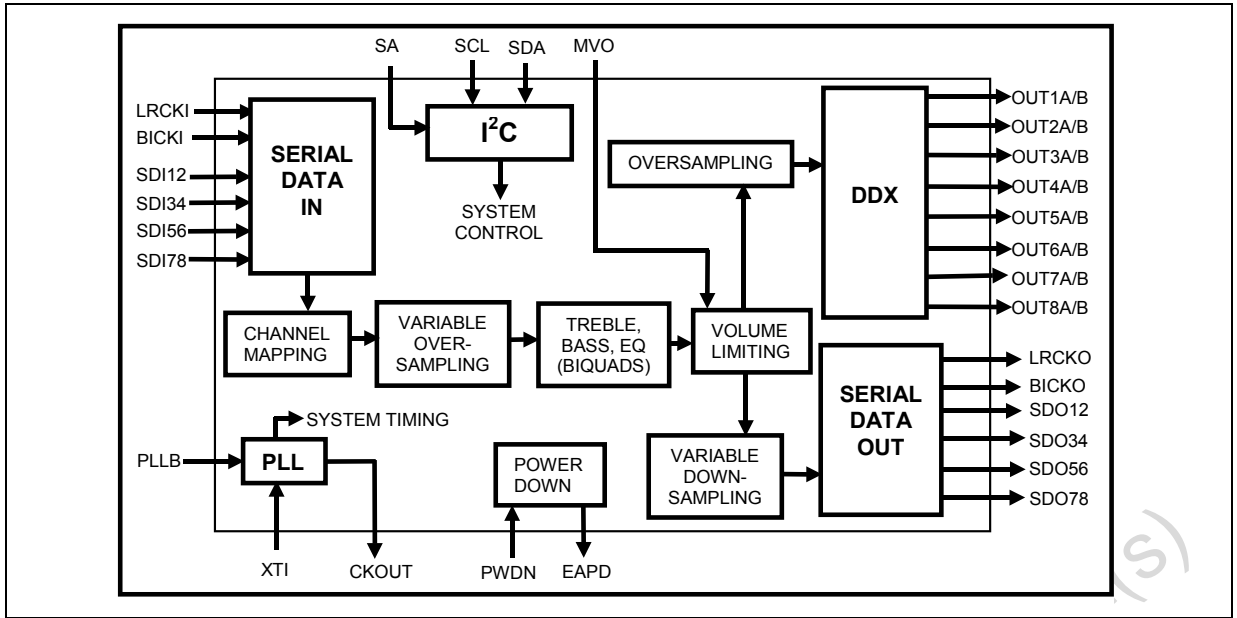 SA
SCL
SDA
MVO
LRCKI
BICKI
SDI12
SDI34
SDI56
SDI78
SERIAL
DATA
IN
I²C
SYSTEM
CONTROL
OVERSAMPLING
DDX
OUT1A/B
OUT2A/B
OUT3A/B
OUT4A/B
OUT5A/B
OUT6A/B
OUT7A/B
OUT8A/B
CHANNEL
MAPPING
VARIABLE
OVER-
SAMPLING
TREBLE,
BASS, EQ
(BIQUADS)
VOLUME
LIMITING
SERIAL
DATA
OUT
LRCKO
BICKO
SDO12
SDO34
SDO56
SDO78
SYSTEM TIMING
PLLB
PLL
POWER
DOWN
VARIABLE
DOWN-
SAMPLING
XTI
CKOUT
PWDN
EAPD
(s)